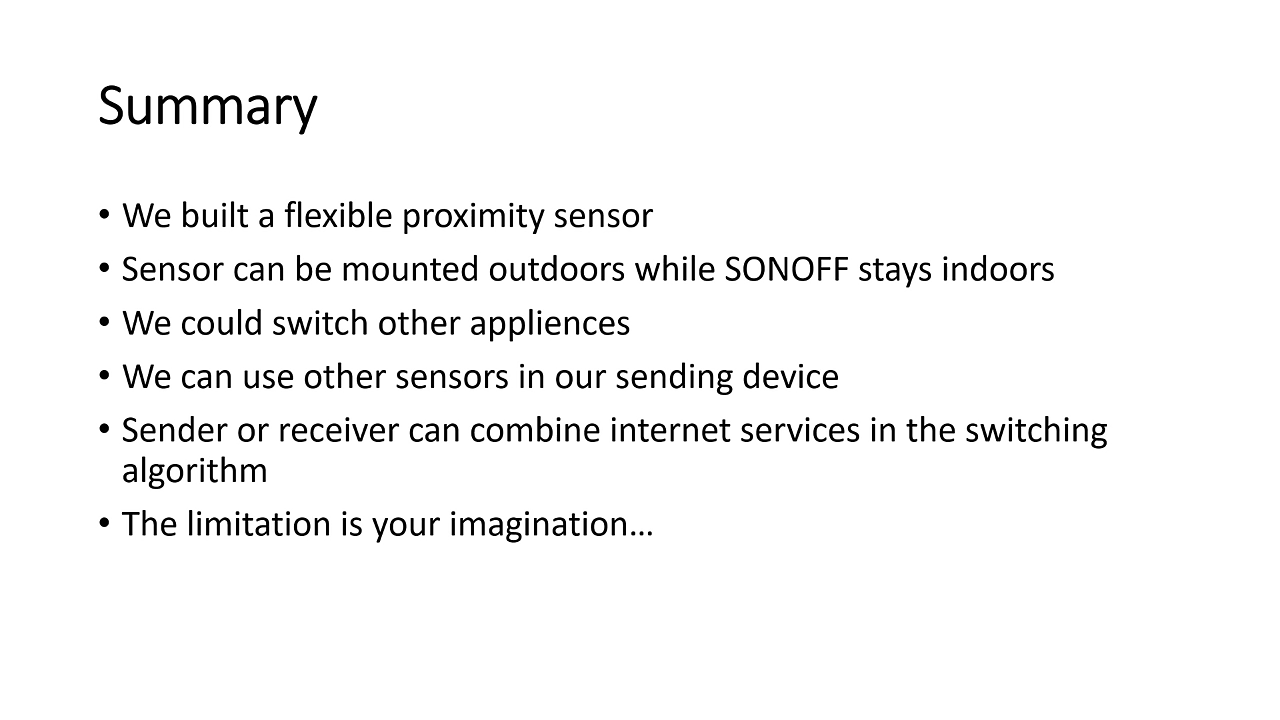 Summary
• We built a flexible proximity sensor
• Sensor can be mounted outdoors while SONOFF stays indoors
• We could switch other appliences
• We can use other sensors in our sending device
• Sender or receiver can combine internet services in the switching
algorithm
• The limitation is your imagination…